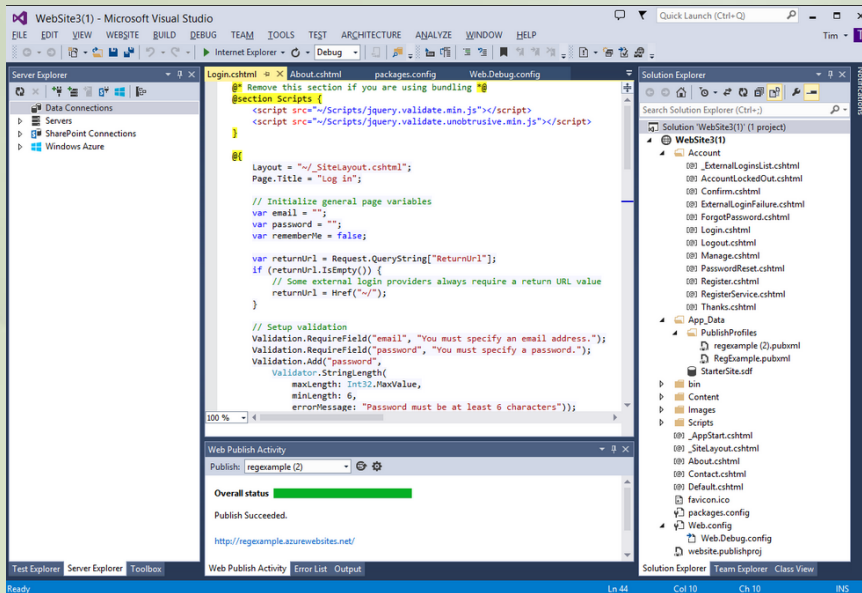 WebSite3(1) - Microsoft Visual Studio
Quick Launch (Ctrl+Q)
FILE EDIT VIEW WEBSITE BUILD DEBUG TEAM TOOLS TEST ARCHITECTURE ANALYZE WINDOW HELP
Tim
Internet Explorer
Debug
Server Explorer
Data Connections
Servers
SharePoint Connections
Windows Azure
Test Explorer Server Explorer Toolbox
Login.cshtml About.cshtml packages.config Web.Debug.config
@* Remove this section if you are using bundling *@
@section Scripts {
<script src="~/Scripts/jquery.validate.min.js"></script>
<script src="~/Scripts/jquery.validate.unobtrusive.min.js"></script>
}
@{
Layout = "~/_SiteLayout.cshtml";
Page.Title = "Log in";
// Initialize general page variables
var email = "";
var password = "";
var rememberMe = false;
var returnUrl = Request.QueryString["ReturnUrl"];
if (returnUrl.IsEmpty()) {
// Some external login providers always require a return URL value
returnUrl = Href("~/");
}
// Setup validation
Validation.RequireField("email", "You must specify an email address.");
Validation.RequireField("password", "You must specify a password.");
Validation.Add("password",
Validator.StringLength(
maxLength: Int32.MaxValue,
minLength: 6,
errorMessage: "Password must be at least 6 characters"));
100 %
Web Publish Activity
Publish: regexample (2)
Overall status
Publish Succeeded.
http://regexample.azurewebsites.net/
Web Publish Activity Error List Output
Solution Explorer
Search Solution Explorer (Ctrl+;)
Solution 'WebSite3(1)' (1 project)
WebSite3(1)
Account
_ExternalLoginsList.cshtml
AccountLockedOut.cshtml
Confirm.cshtml
ExternalLoginFailure.cshtml
ForgotPassword.cshtml
Login.cshtml
Logout.cshtml
Manage.cshtml
PasswordReset.cshtml
Register.cshtml
RegisterService.cshtml
Thanks.cshtml
App_Data
PublishProfiles
regexample (2).pubxml
RegExample.pubxml
StarterSite.sdf
bin
Content
Images
Scripts
_AppStart.cshtml
_SiteLayout.cshtml
About.cshtml
Contact.cshtml
Default.cshtml
favicon.ico
packages.config
Web.config
Web.Debug.config
website.publishproj
Solution Explorer Team Explorer Class View
Notifications
Ready
Ln 44 Col 10 Ch 10 INS